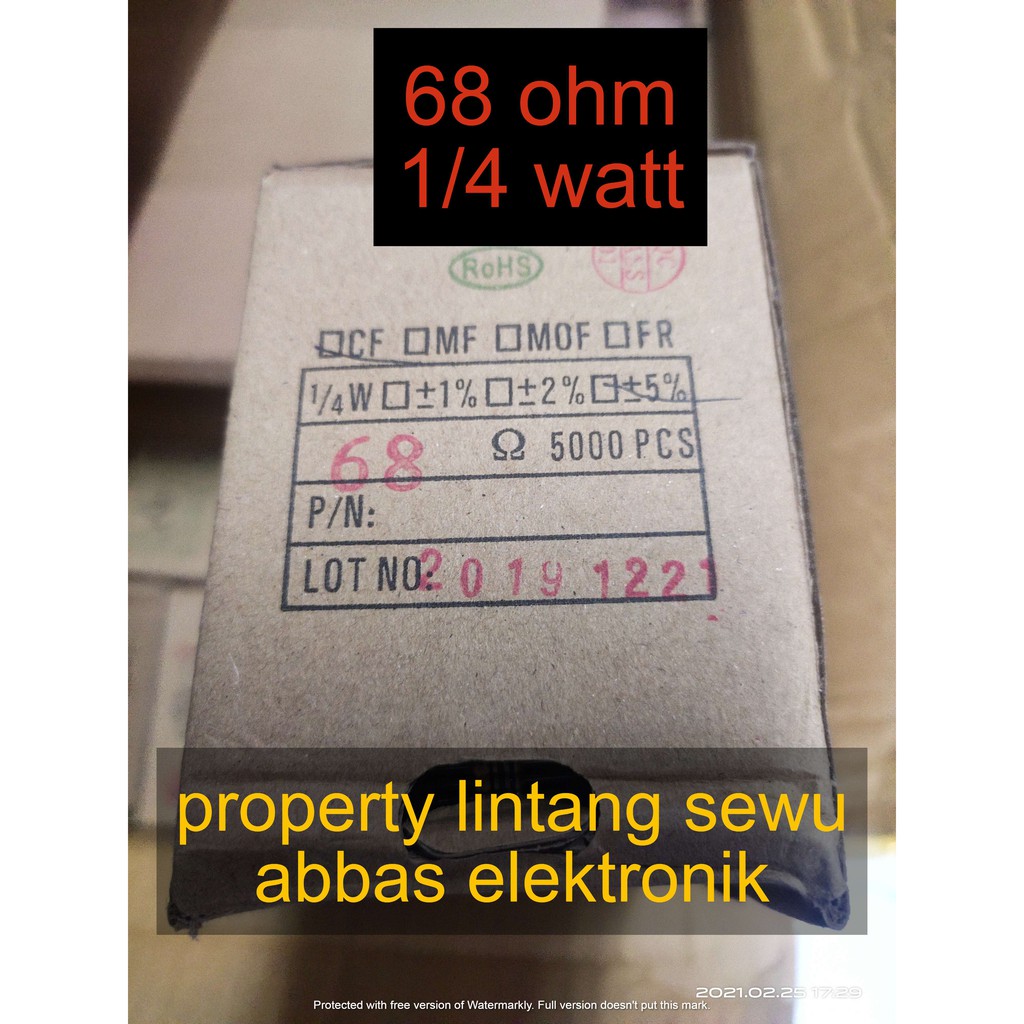 68 ohm
1/4 watt
RoHS
CF MF MOF FR
1/4W ±1% ±2% ±5%
68 Ω 5000 PCS
P/N:
LOT NO: 20191221
property lintang sewu
abbas elektronik
2021.02.25 17:29
Protected with free version of Watermarkly. Full version doesn't put this mark.